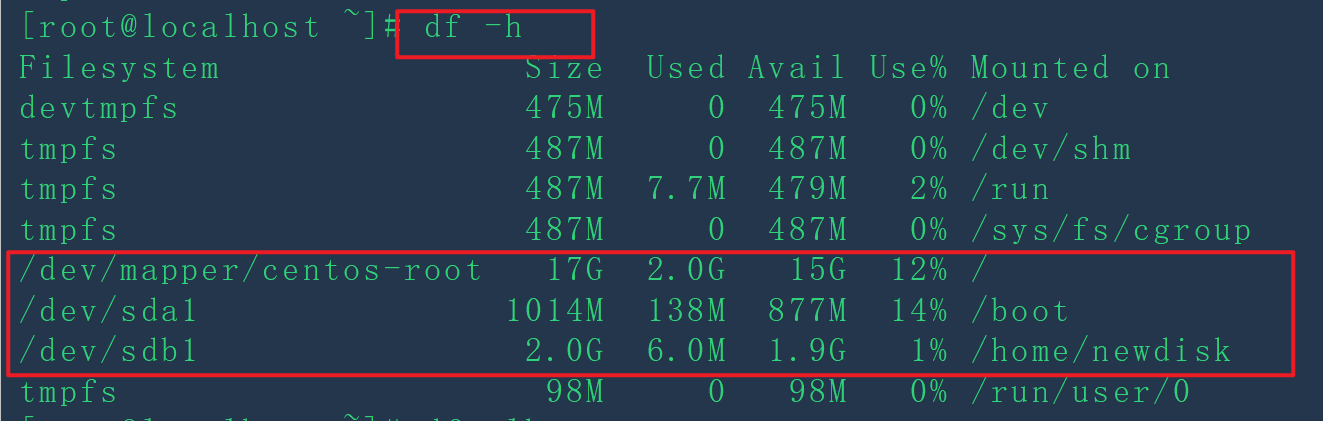 [root@localhost ~]# df -h
Filesystem Size Used Avail Use% Mounted on
devtmpfs 475M 0 475M 0% /dev
tmpfs 487M 0 487M 0% /dev/shm
tmpfs 487M 7.7M 479M 2% /run
tmpfs 487M 0 487M 0% /sys/fs/cgroup
/dev/mapper/centos-root 17G 2.0G 15G 12% /
/dev/sda1 1014M 138M 877M 14% /boot
/dev/sdb1 2.0G 6.0M 1.9G 1% /home/newdisk
tmpfs 98M 0 98M 0% /run/user/0